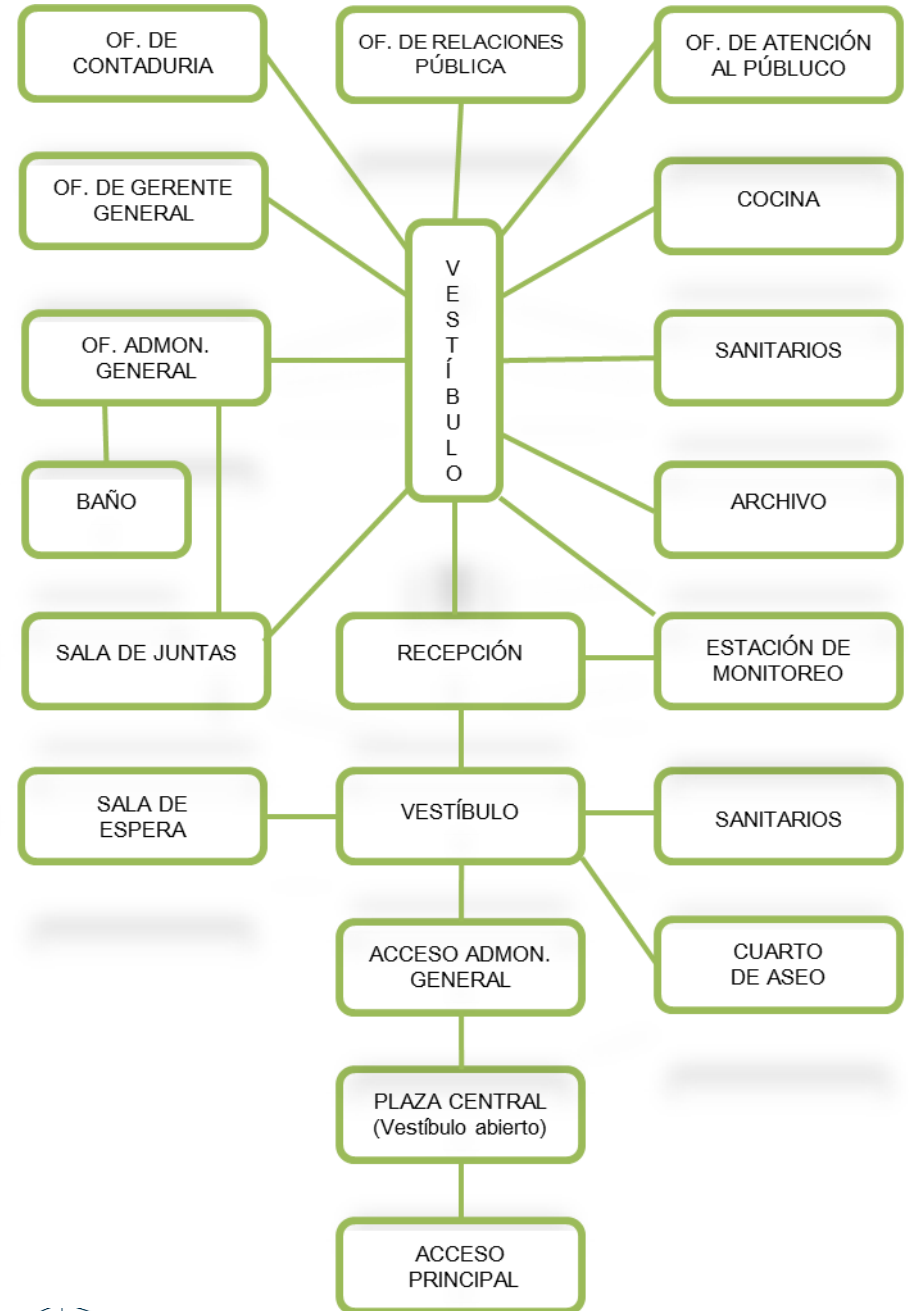 OF. DE
CONTADURIA
OF. DE RELACIONES
PÚBLICA
OF. DE ATENCIÓN
AL PÚBLUCO
OF. DE GERENTE
GENERAL
COCINA
V
E
S
T
Í
B
U
L
O
OF. ADMON.
GENERAL
SANITARIOS
BAÑO
ARCHIVO
SALA DE JUNTAS
RECEPCIÓN
ESTACIÓN DE
MONITOREO
SALA DE
ESPERA
VESTÍBULO
SANITARIOS
ACCESO ADMON.
GENERAL
CUARTO
DE ASEO
PLAZA CENTRAL
(Vestíbulo abierto)
ACCESO
PRINCIPAL